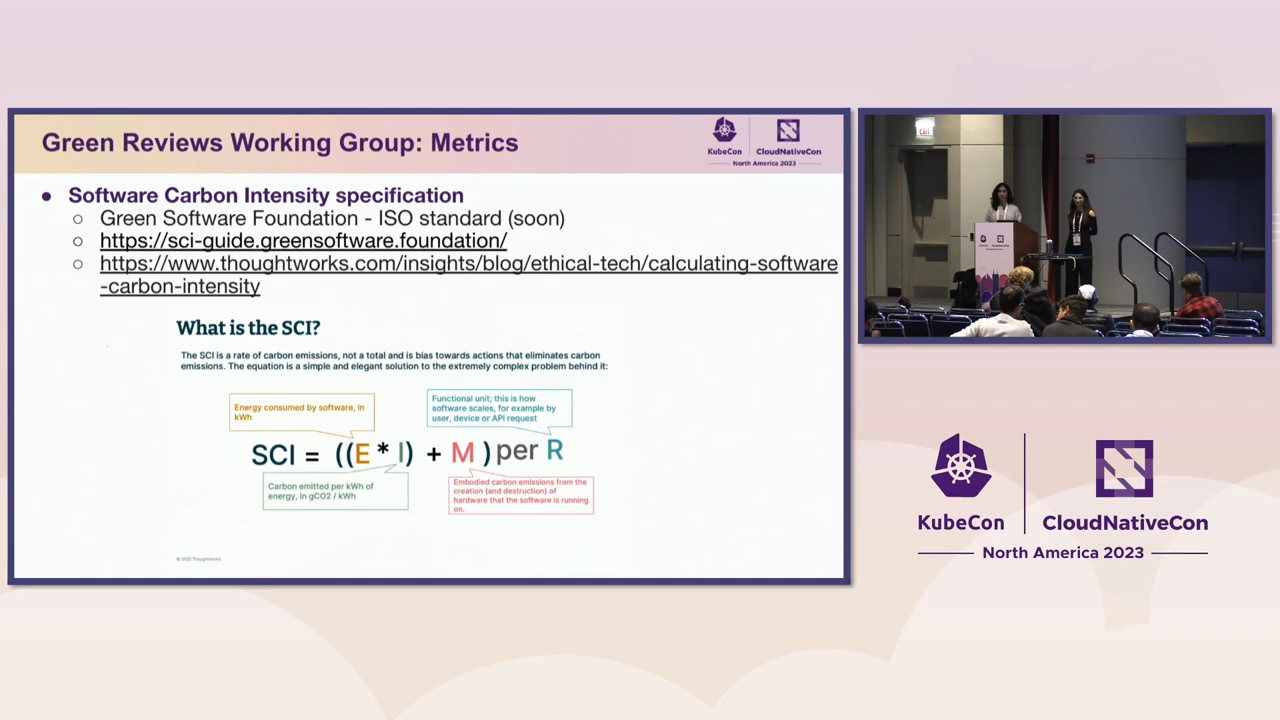 Green Reviews Working Group: Metrics
KubeCon
CloudNativeCon
North America 2023
● Software Carbon Intensity specification
○ Green Software Foundation - ISO standard (soon)
○ https://sci-guide.greensoftware.foundation/
○ https://www.thoughtworks.com/insights/blog/ethical-tech/calculating-software
-carbon-intensity
What is the SCI?
The SCI is a rate of carbon emissions, not a total and is bias towards actions that eliminates carbon
emissions. The equation is a simple and elegant solution to the extremely complex problem behind it:
Energy consumed by software, in
kWh
Functional unit; this is how
software scales, for example by
user, device or API request
SCI = ((E * I) + M ) per R
Carbon emitted per kWh of
energy, in gCO2 / kWh
Embodied carbon emissions from the
creation (and destruction) of
hardware that the software is running
on.
© 2022 Thoughtworks
EXIT
KubeCon
CloudNativeCon
North America 2023